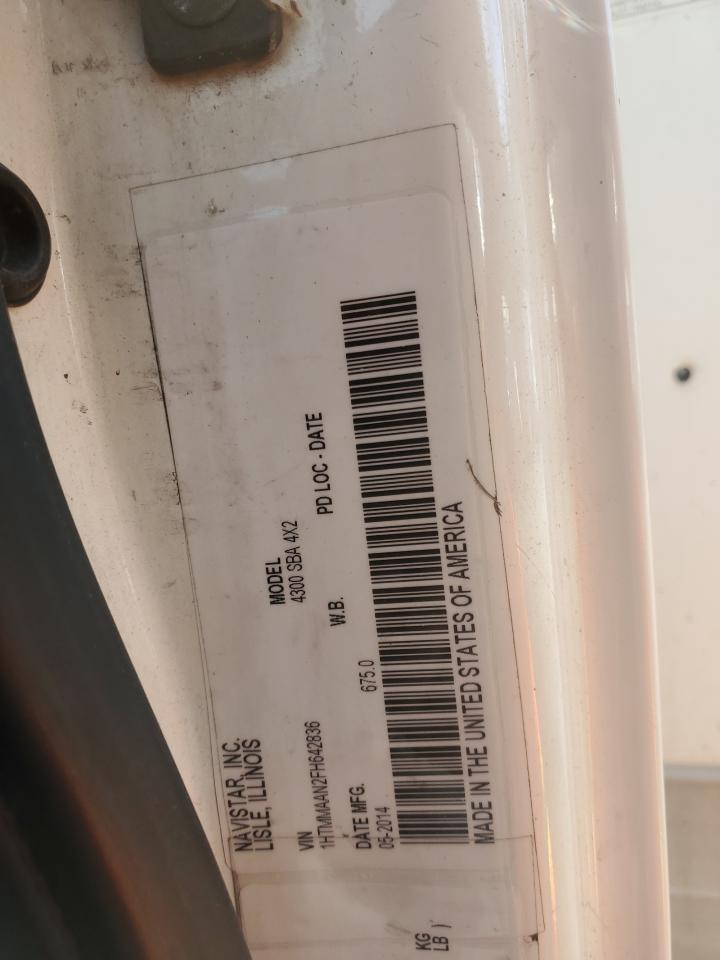 NAVISTAR, INC.
LISLE, ILLINOIS
VIN
1HTMMAAN2FH642836
MODEL
4300 SBA 4X2
DATE MFG.
06-2014
W.B.
675.0
PD LOC - DATE
MADE IN THE UNITED STATES OF AMERICA
KG
LB )